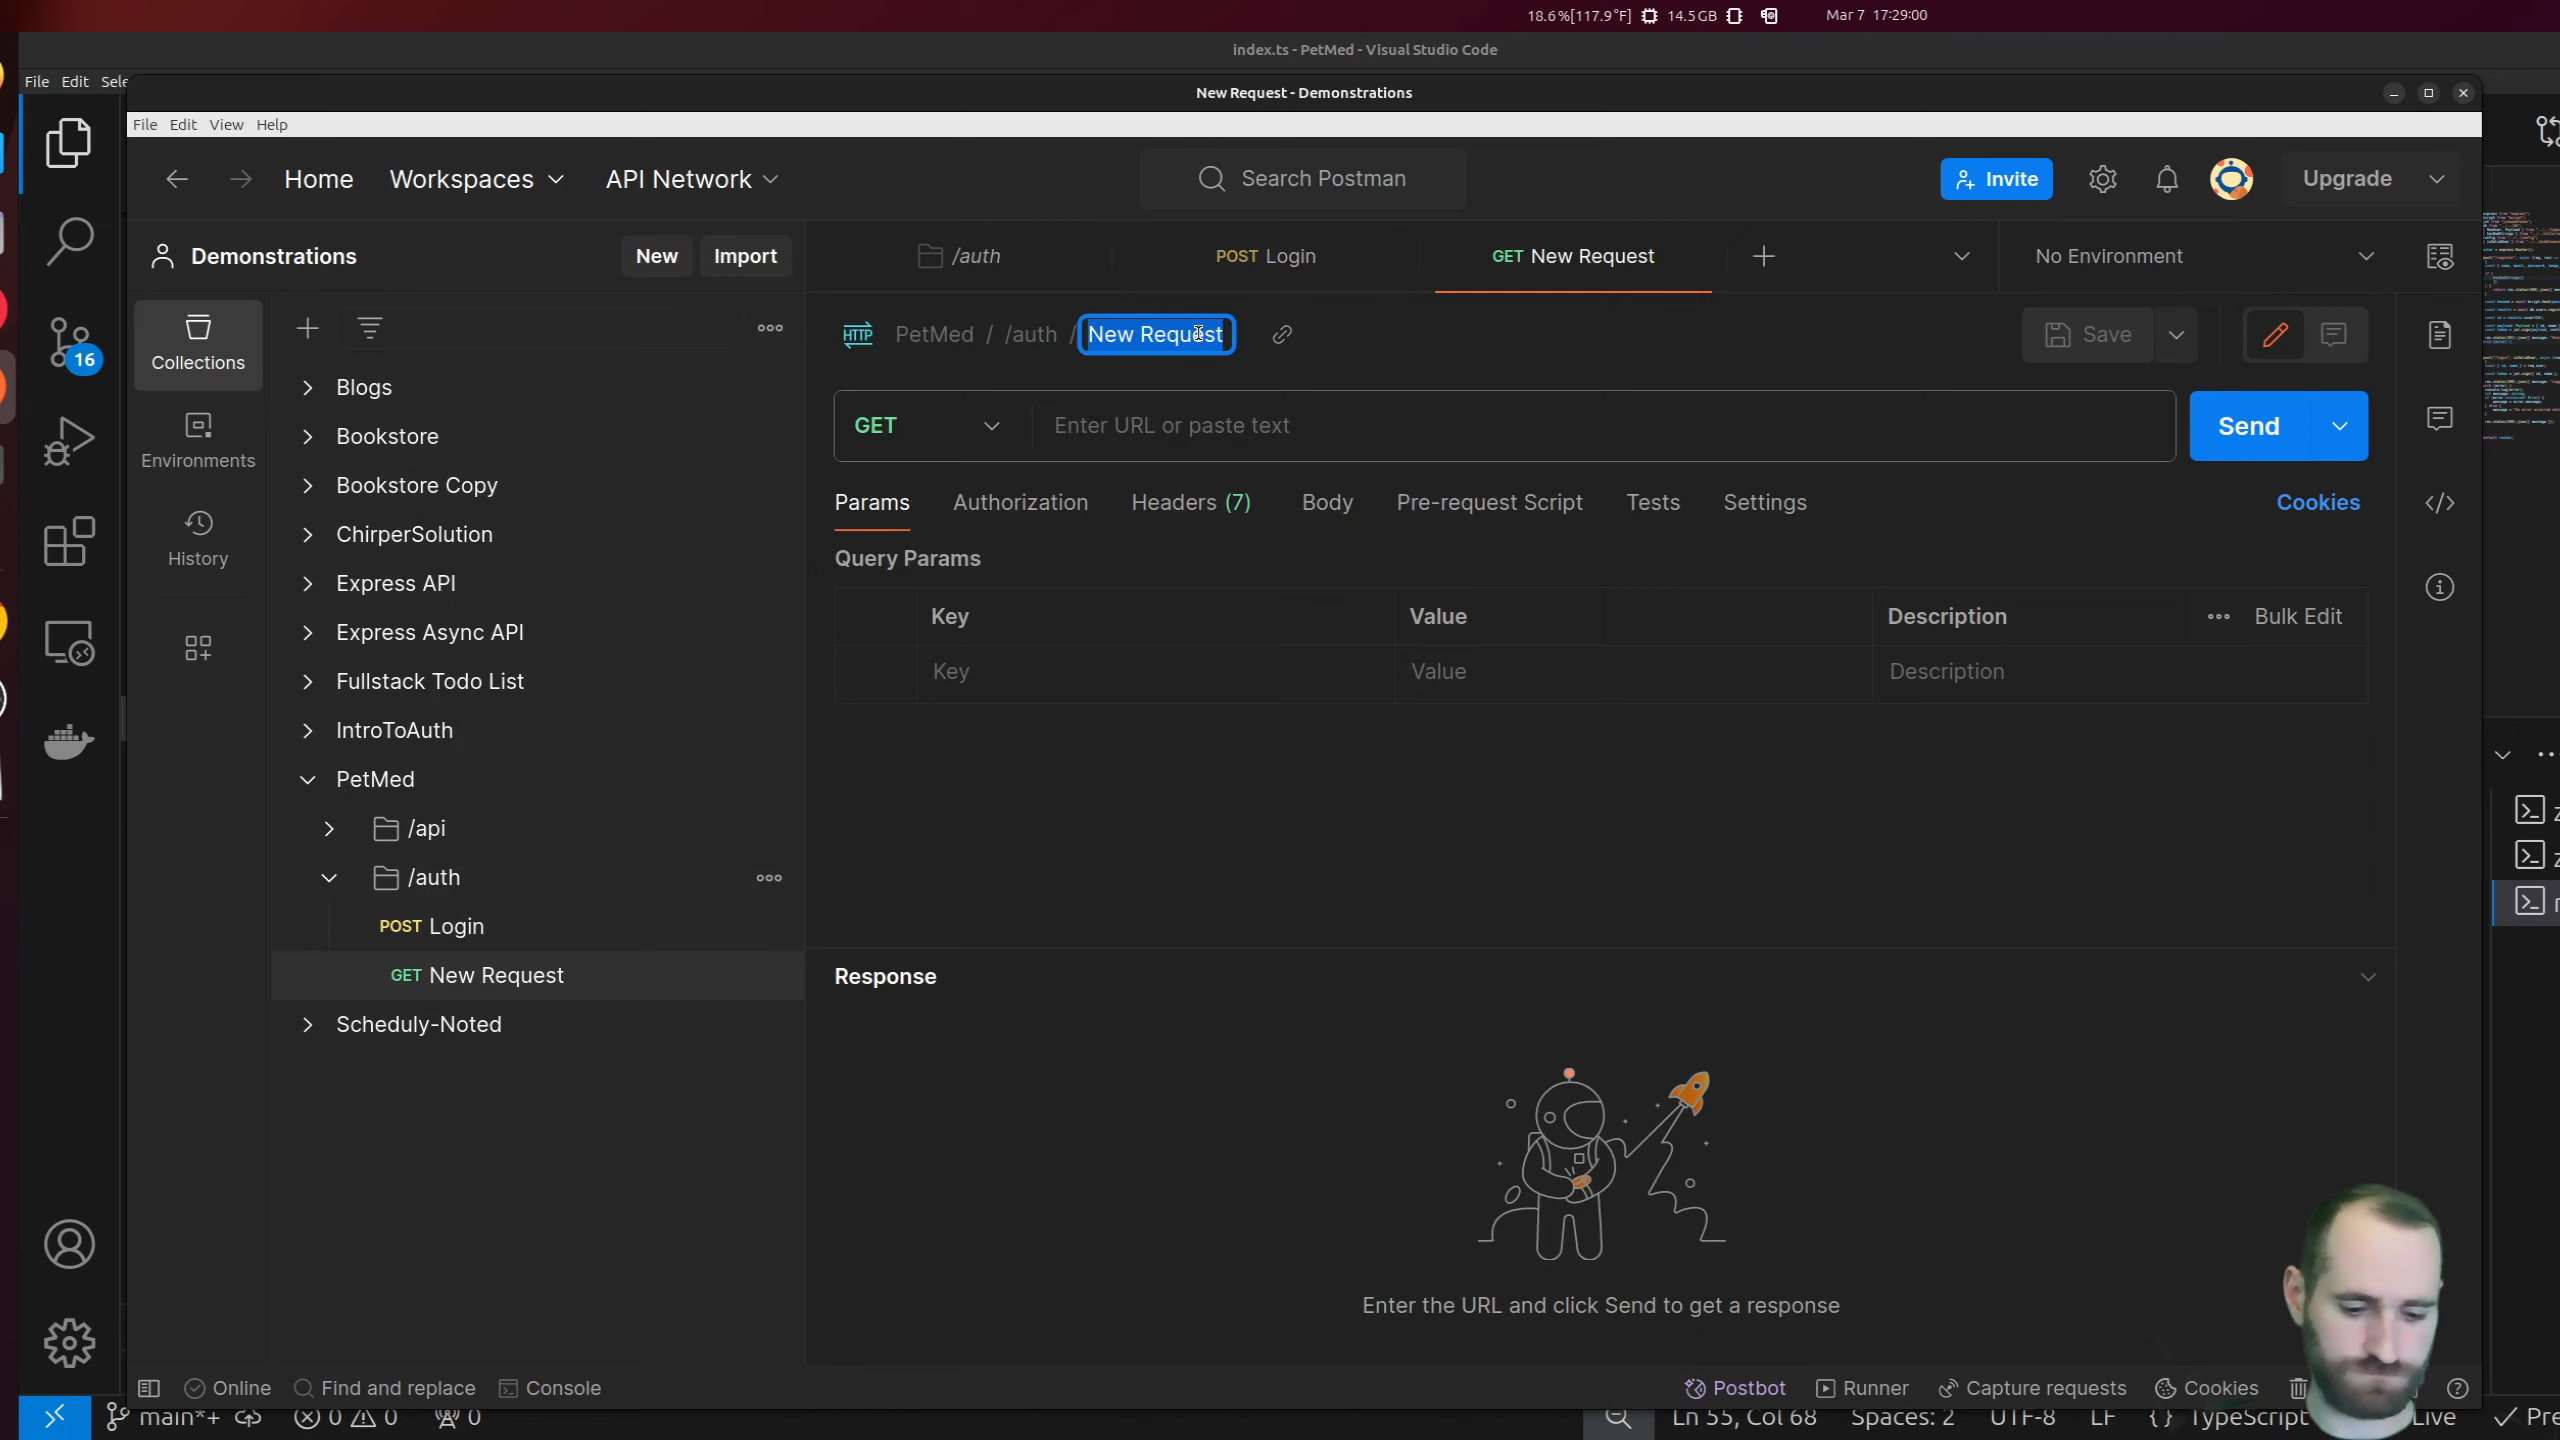 18.6%[117.9°F] 14.5GB Mar 7 17:29:00
index.ts - PetMed - Visual Studio Code
File Edit Sele
New Request - Demonstrations
File Edit View Help
Home Workspaces API Network Search Postman Invite Upgrade
Demonstrations New Import
/auth POST Login GET New Request No Environment
Collections
Environments
History
16
Blogs
Bookstore
Bookstore Copy
ChirperSolution
Express API
Express Async API
Fullstack Todo List
IntroToAuth
PetMed
/api
/auth
POST Login
GET New Request
Scheduly-Noted
HTTP PetMed / /auth / New Request Save
GET Enter URL or paste text Send
Params Authorization Headers (7) Body Pre-request Script Tests Settings Cookies
Query Params
Key Value Description Bulk Edit
Key Value Description
Response
Enter the URL and click Send to get a response
Online Find and replace Console Postbot Runner Capture requests Cookies
main*+ 0 0 0 Ln 55, Col 68 Spaces: 2 UTF-8 LF { } TypeScript Live Pre